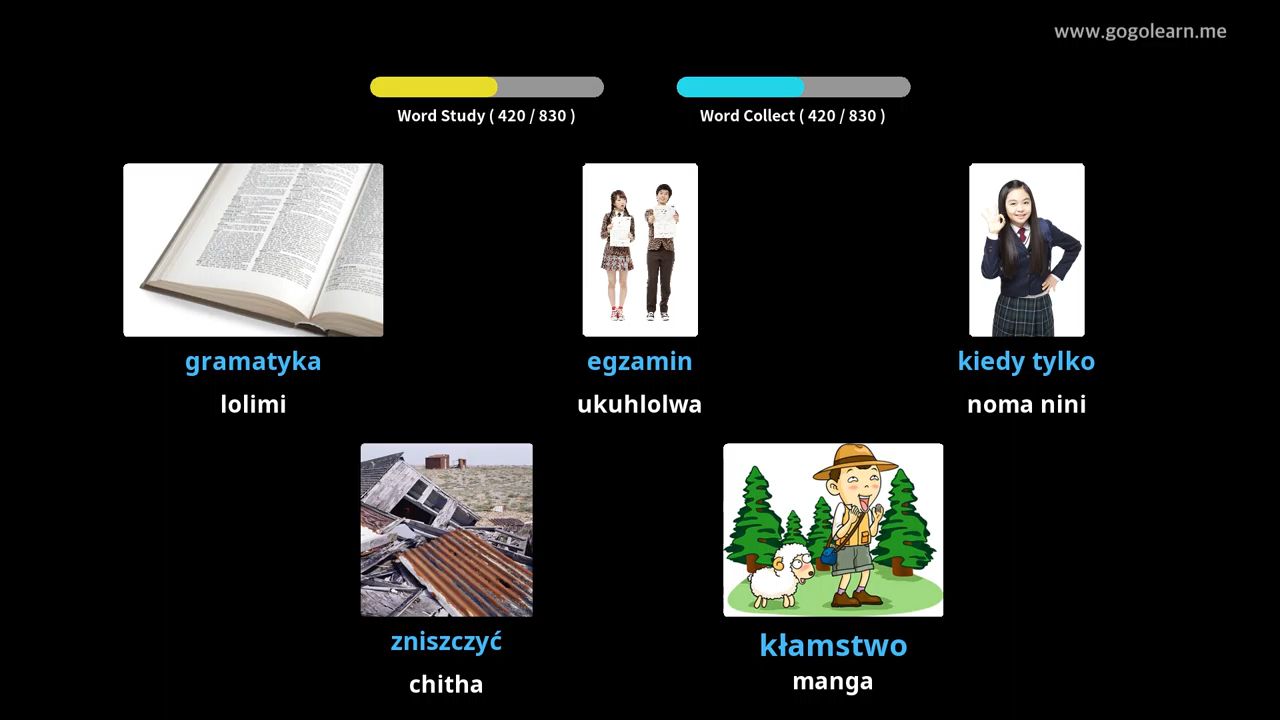 www.gogolearn.me
Word Study ( 420 / 830 )
Word Collect ( 420 / 830 )
gramatyka
lolimi
egzamin
ukuhlolwa
kiedy tylko
noma nini
zniszczyć
chitha
kłamstwo
manga